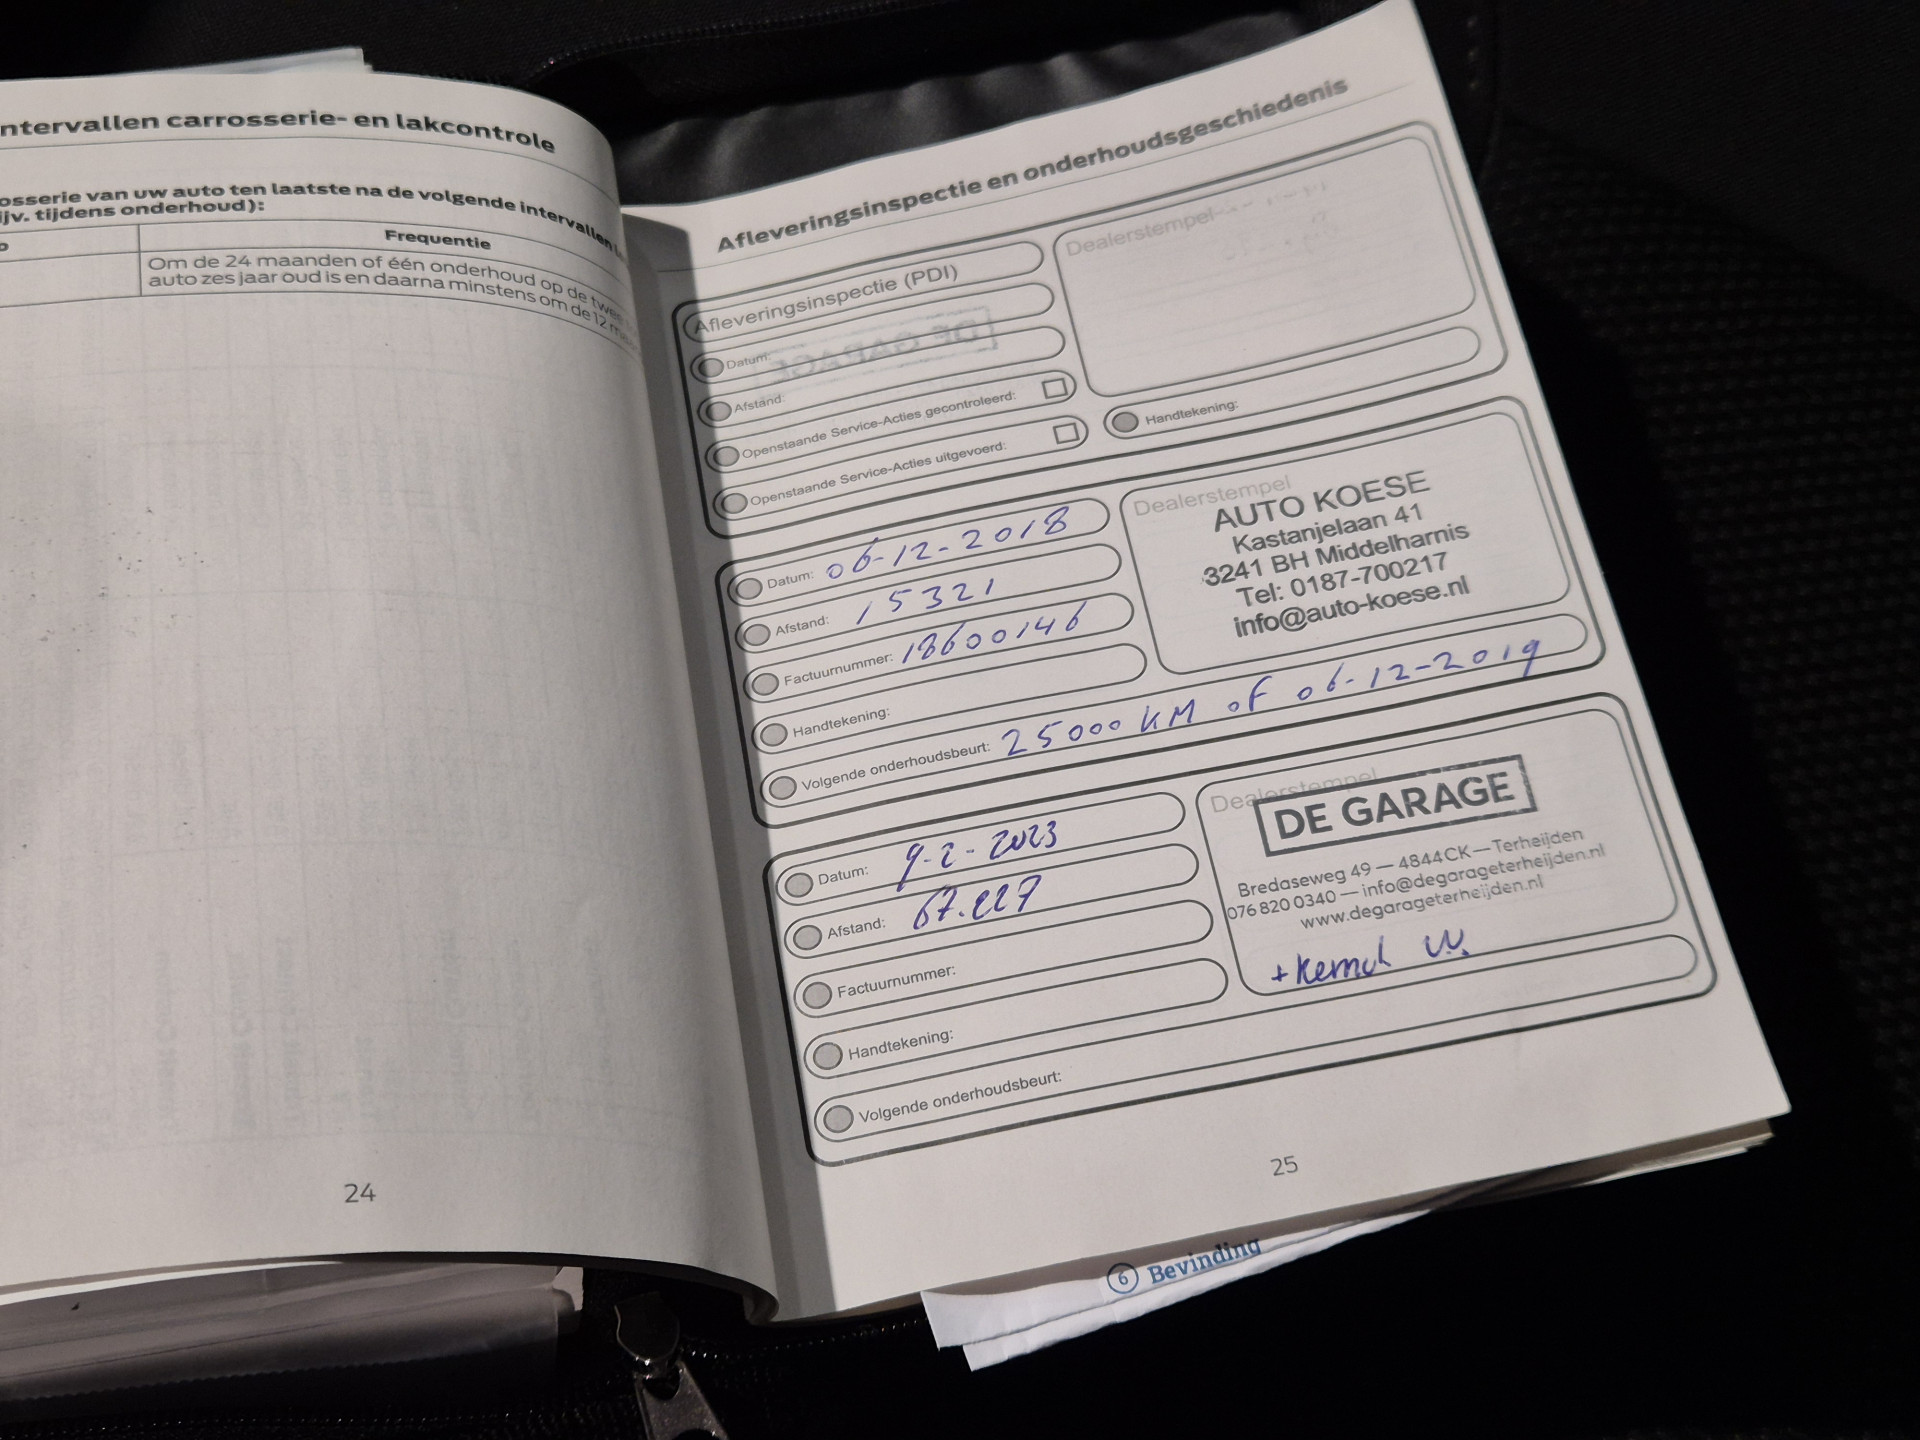 ntervallen carrosserie- en lakcontrole
osserie van uw auto ten laatste na de volgende intervallen
ijv. tijdens onderhoud):
Frequentie
Om de 24 maanden of één onderhoud op de twee
auto zes jaar oud is en daarna minstens om de 12
24
Afleveringsinspectie en onderhoudsgeschiedenis
Afleveringsinspectie (PDI)
Datum:
Afstand:
Openstaande Service-Acties gecontroleerd:
Openstaande Service-Acties uitgevoerd:
Dealerstempel
Handtekening:
Datum: 06-12-2018
Afstand: 15321
Factuurnummer: 18600146
Handtekening:
Volgende onderhoudsbeurt: 25000 KM of 06-12-2019
Dealerstempel
AUTO KOESE
Kastanjelaan 41
3241 BH Middelharnis
Tel: 0187-700217
info@auto-koese.nl
Datum: 9-2-2023
Afstand: 67.227
Factuurnummer:
Handtekening:
Volgende onderhoudsbeurt:
Dealerstempel
DE GARAGE
Bredaseweg 49 — 4844CK — Terheijden
076 820 0340 — info@degarageterheijden.nl
www.degarageterheijden.nl
25
6 Bevinding